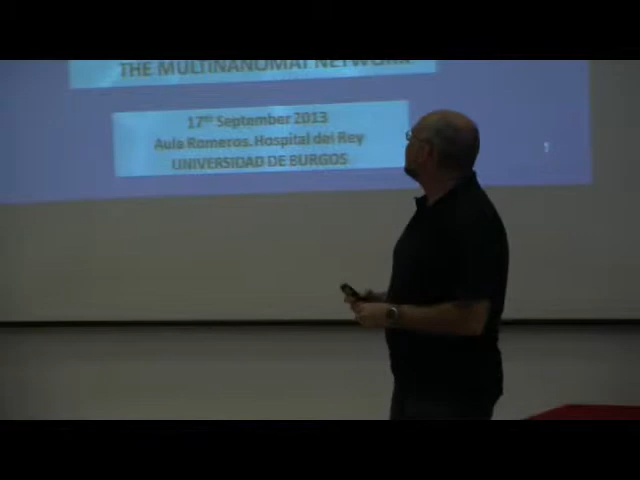 THE MULTINANOMAT NETWORK
17th September 2013
Aula Romeros. Hospital del Rey
UNIVERSIDAD DE BURGOS